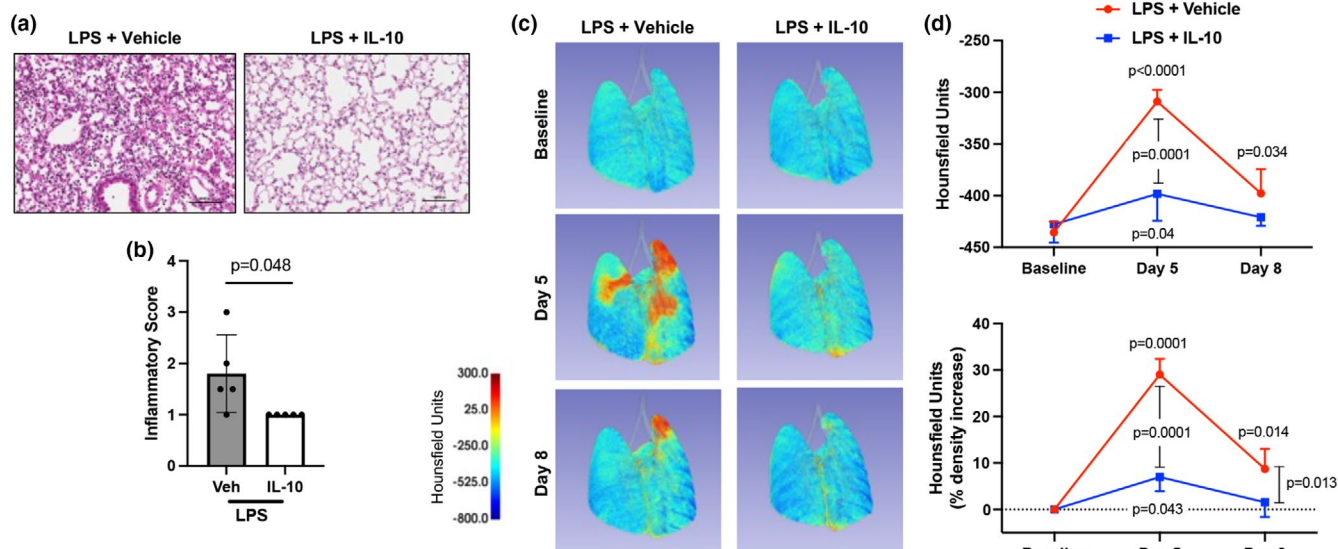 (a)
LPS + Vehicle
LPS + IL-10
(b)
p=0.048
Inflammatory Score
4
3
2
1
0
Veh
IL-10
LPS
(c)
LPS + Vehicle
LPS + IL-10
Baseline
Day 5
Day 8
Hounsfield Units
300.0
25.0
-250.0
-525.0
-800.0
(d)
LPS + Vehicle
LPS + IL-10
Hounsfield Units
-250
-300
-350
-400
-450
p<0.0001
p=0.0001
p=0.034
p=0.04
Baseline
Day 5
Day 8
Hounsfield Units
(% density increase)
40
30
20
10
0
p=0.0001
p=0.0001
p=0.014
p=0.013
p=0.043